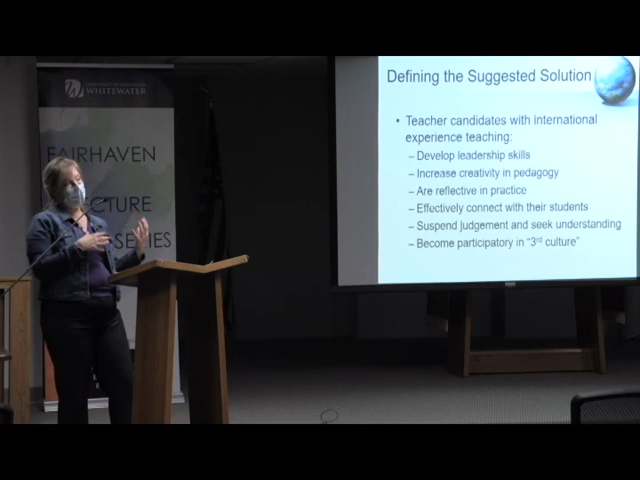 WHITEWATER
FAIRHAVEN
LECTURE
SERIES
Defining the Suggested Solution
• Teacher candidates with international
experience teaching:
– Develop leadership skills
– Increase creativity in pedagogy
– Are reflective in practice
– Effectively connect with their students
– Suspend judgement and seek understanding
– Become participatory in "3rd culture"